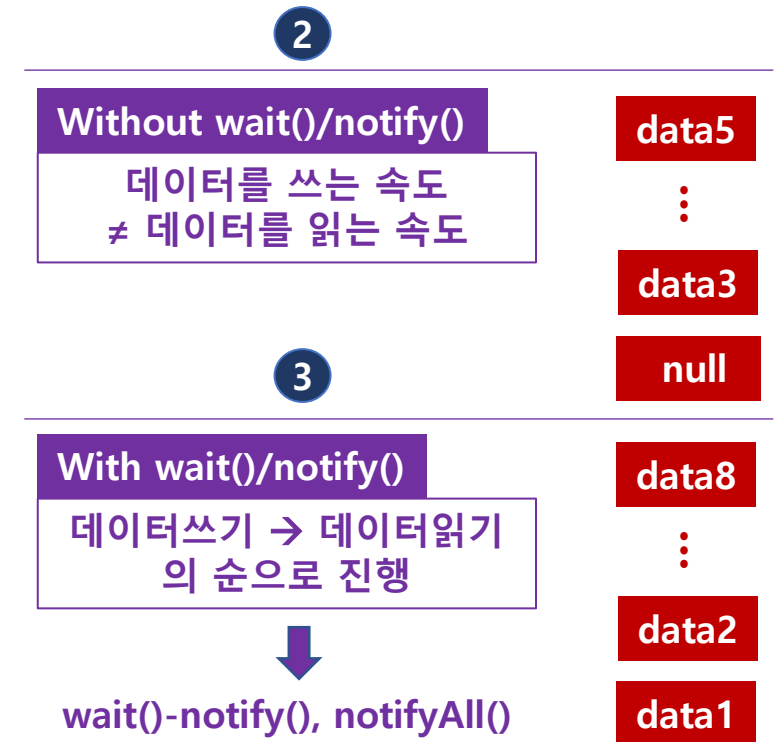 2
Without wait()/notify()
데이터를 쓰는 속도
≠ 데이터를 읽는 속도
data5
⋮
data3
null
3
With wait()/notify()
데이터쓰기 → 데이터읽기
의 순으로 진행
wait()-notify(), notifyAll()
data8
⋮
data2
data1